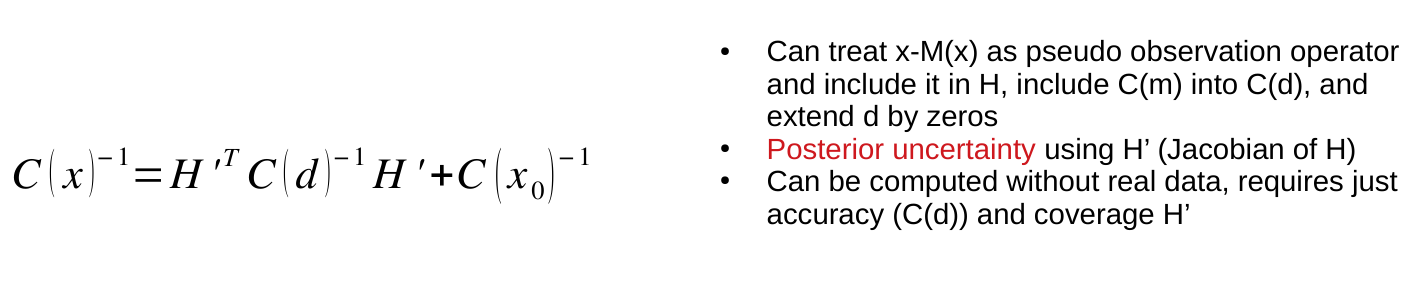 C(x)⁻¹=H'ᵀ C(d)⁻¹ H'+C(x₀)⁻¹
• Can treat x-M(x) as pseudo observation operator
and include it in H, include C(m) into C(d), and
extend d by zeros
• Posterior uncertainty using H’ (Jacobian of H)
• Can be computed without real data, requires just
accuracy (C(d)) and coverage H’